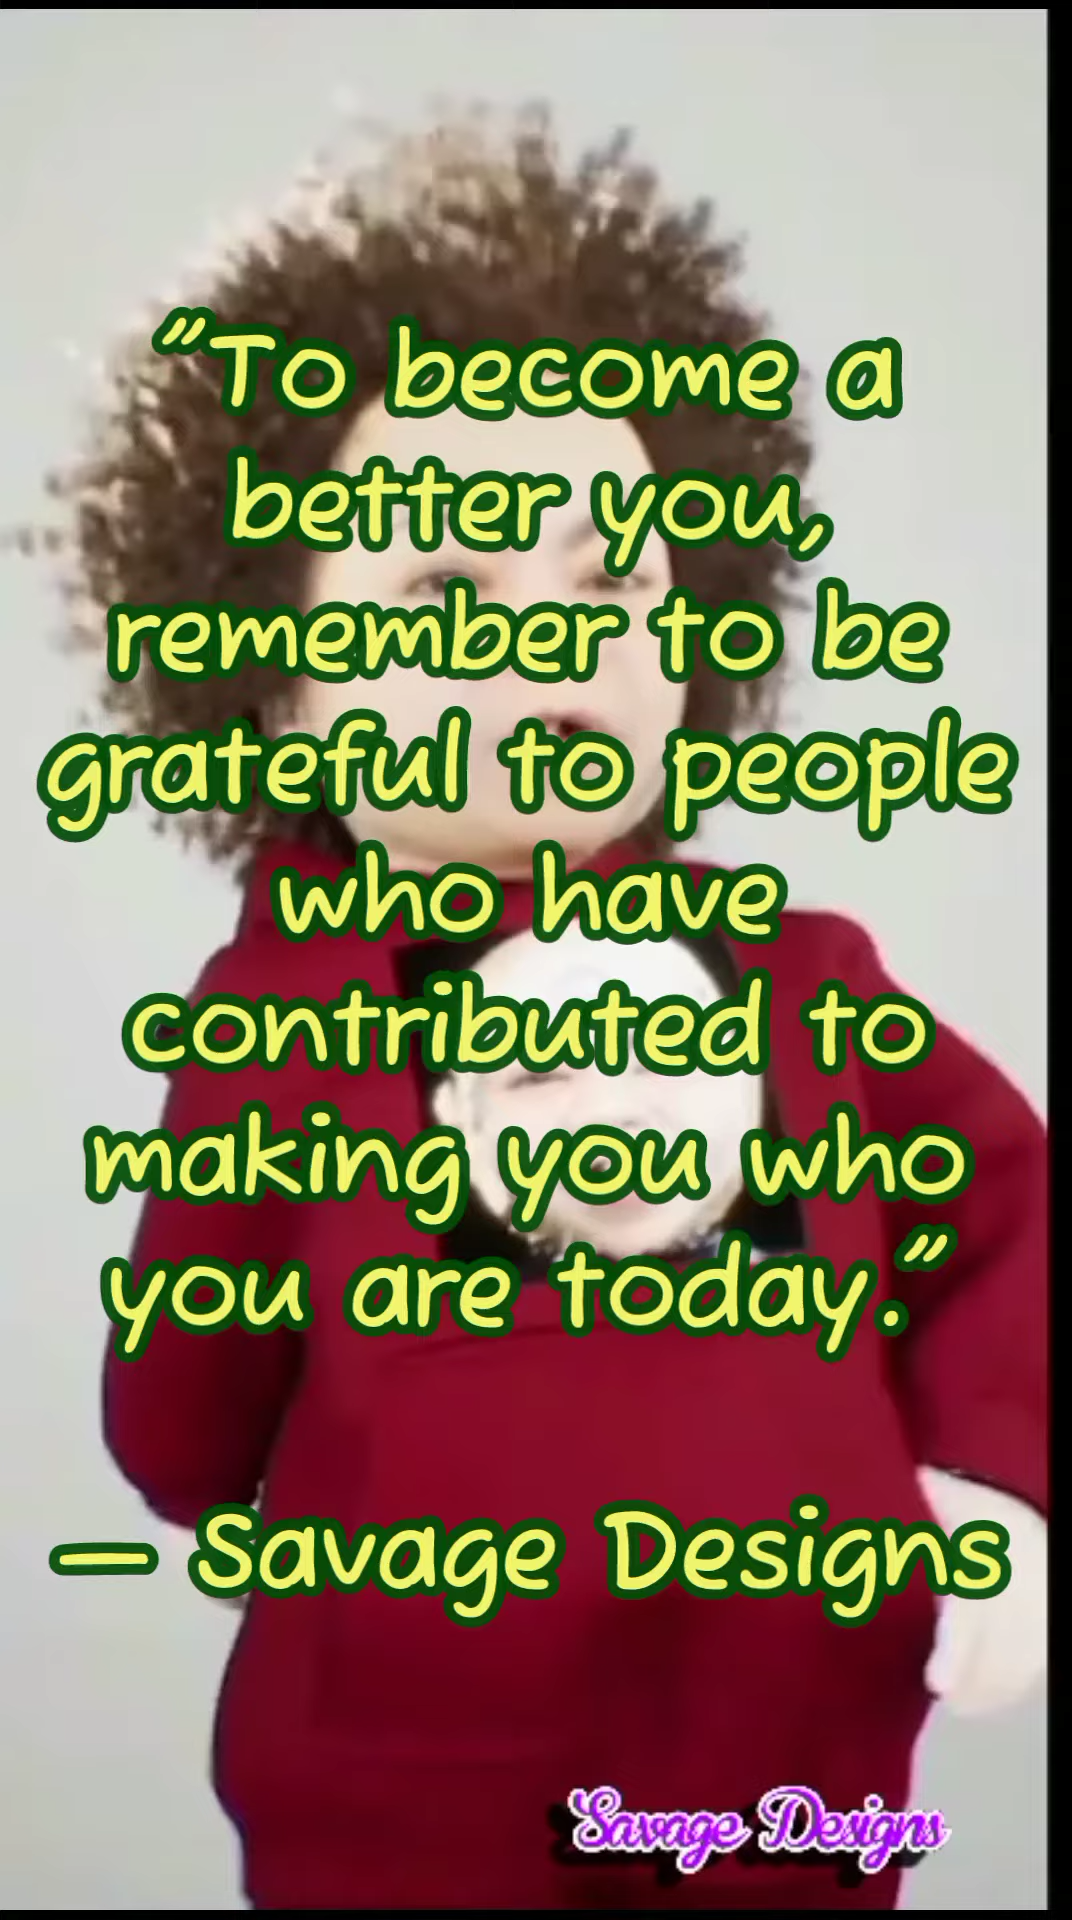 “To become a
better you,
remember to be
grateful to people
who have
contributed to
making you who
you are today.”
— Savage Designs
Savage Designs